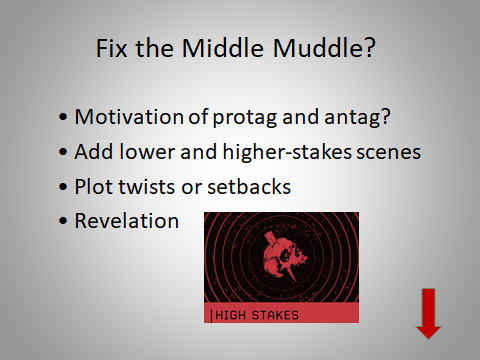 Fix the Middle Muddle?
• Motivation of protag and antag?
• Add lower and higher-stakes scenes
• Plot twists or setbacks
• Revelation
|HIGH STAKES